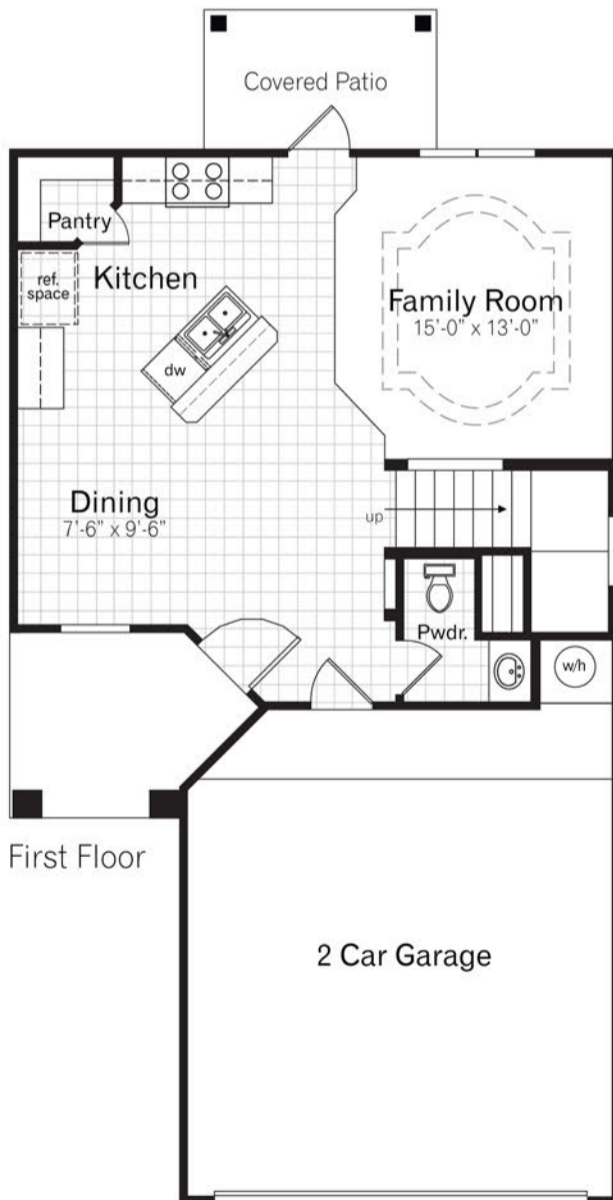 Covered Patio
Pantry
ref.
space
Kitchen
Family Room
15'-0" x 13'-0"
dw
Dining
7'-6" x 9'-6"
up
Pwdr.
w/h
First Floor
2 Car Garage